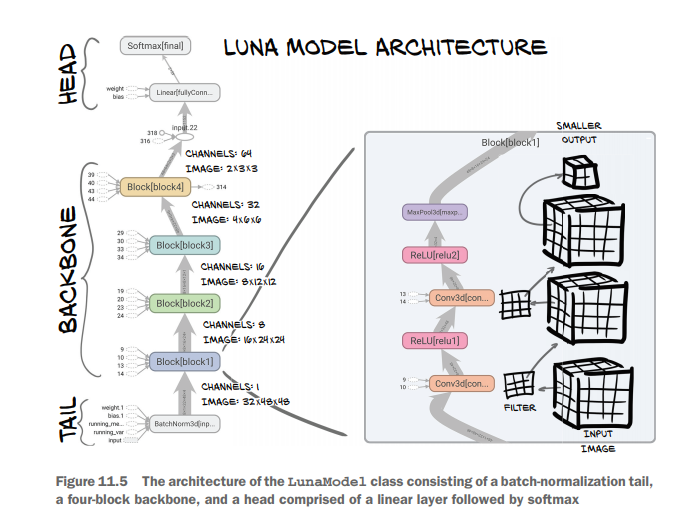 LUNA MODEL ARCHITECTURE
HEAD
Softmax[final]
weight
bias
Linear[fullyConn...
input.22
318
316
CHANNELS: 64
IMAGE: 2x3x3
BACKBONE
39
40
43
44
Block[block4]
314
CHANNELS: 32
IMAGE: 4x6x6
29
30
33
34
Block[block3]
CHANNELS: 16
IMAGE: 8x12x12
19
20
23
24
Block[block2]
CHANNELS: 8
IMAGE: 16x24x24
9
10
13
14
Block[block1]
CHANNELS: 1
IMAGE: 32x48x48
TAIL
weight.1
bias.1
running_me...
running_var
input
BatchNorm3d[inp...
Block[block1]
SMALLER
OUTPUT
MaxPool3d[maxp...
ReLU[relu2]
13
14
Conv3d[con...
ReLU[relu1]
9
10
Conv3d[con...
FILTER
INPUT
IMAGE
Figure 11.5 The architecture of the LunaModel class consisting of a batch-normalization tail,
a four-block backbone, and a head comprised of a linear layer followed by softmax